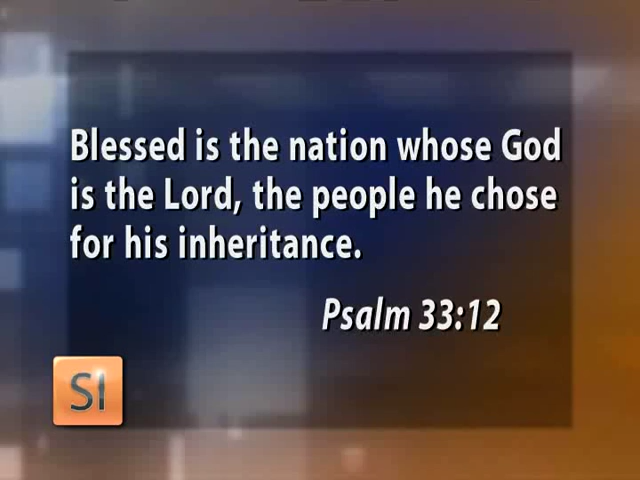 Blessed is the nation whose God
is the Lord, the people he chose
for his inheritance.
Psalm 33:12
SI